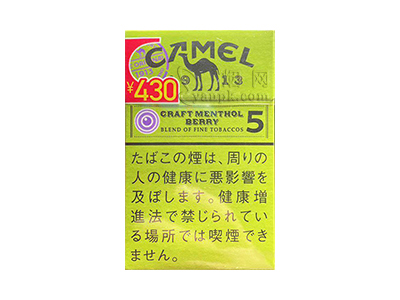 CAMEL
1913
¥430
CRAFT MENTHOL
BERRY
BLEND OF FINE TOBACCOS
5
たばこの煙は、周りの
人の健康に悪影響を
及ぼします。健康増
進法で禁じられてい
る場所では喫煙でき
ません。